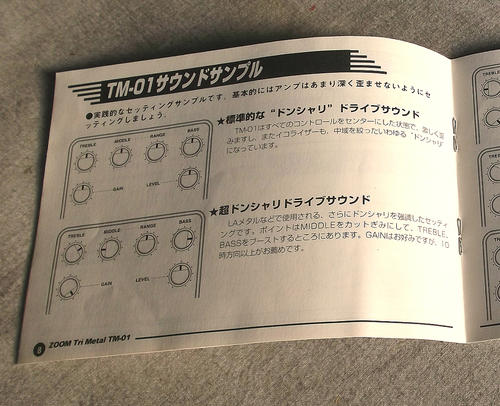 TM-01サウンドサンプル
●実践的なセッティングサンプルです。基本的にはアンプはあまり深く歪ませないようにセ
ッティングしましょう。
TREBLE MIDDLE RANGE BASS
GAIN LEVEL
★標準的な“ドンシャリ”ドライブサウンド
TM-01はすべてのコントロールをセンターにした状態で、激しく歪
みますし、またイコライザーも、中域を絞ったいわゆる“ドンシャリ”
になっています。
TREBLE MIDDLE RANGE BASS
GAIN LEVEL
★超ドンシャリドライブサウンド
LAメタルなどで使用される、さらにドンシャリを強調したセッティ
ングです。ポイントはMIDDLEをカットぎみにして、TREBLE、
BASSをブーストするところにあります。GAINはお好みですが、10
時方向以上がお薦めです。
8 ZOOM Tri Metal TM-01